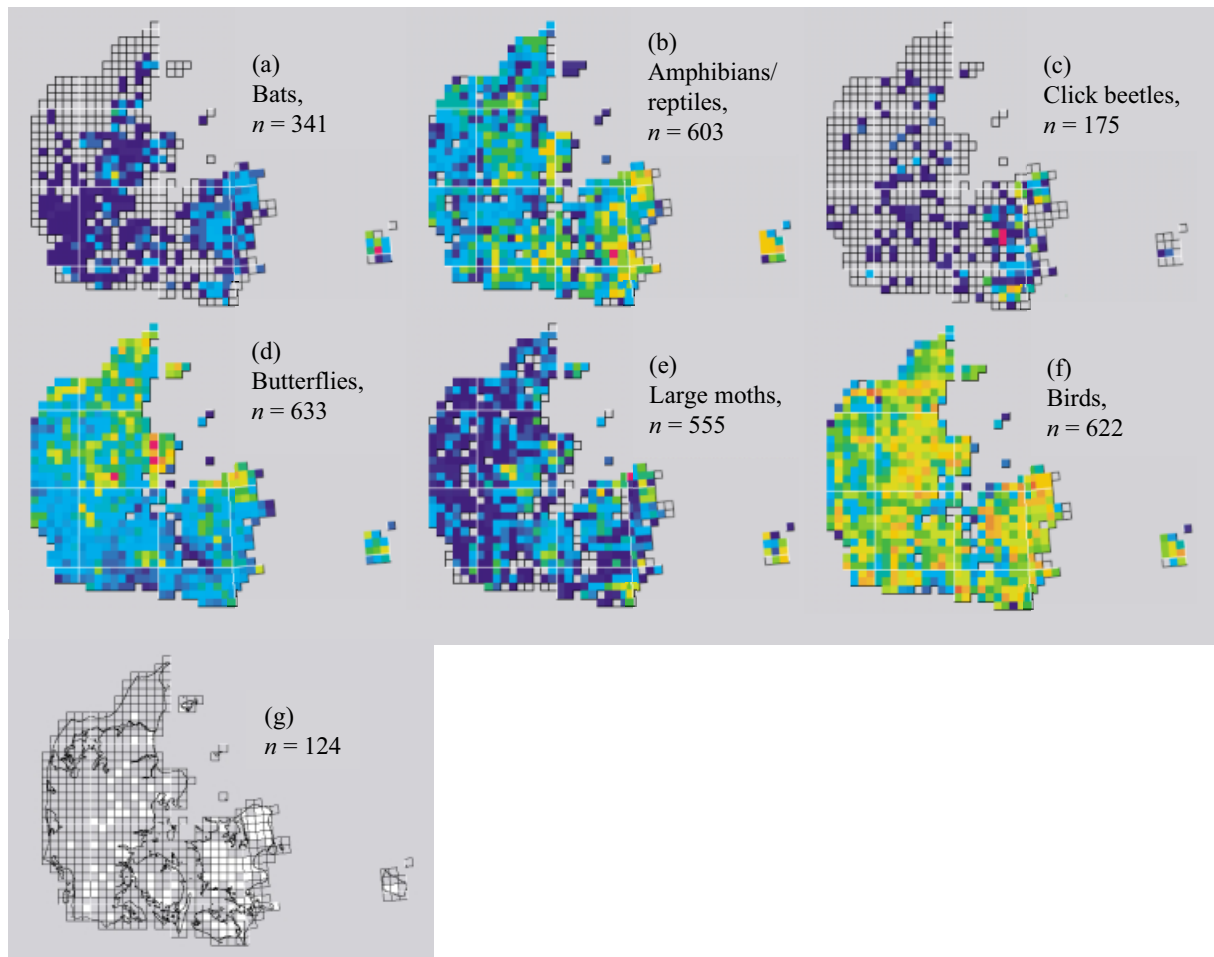 (a)
Bats,
n = 341
(b)
Amphibians/
reptiles,
n = 603
(c)
Click beetles,
n = 175
(d)
Butterflies,
n = 633
(e)
Large moths,
n = 555
(f)
Birds,
n = 622
(g)
n = 124